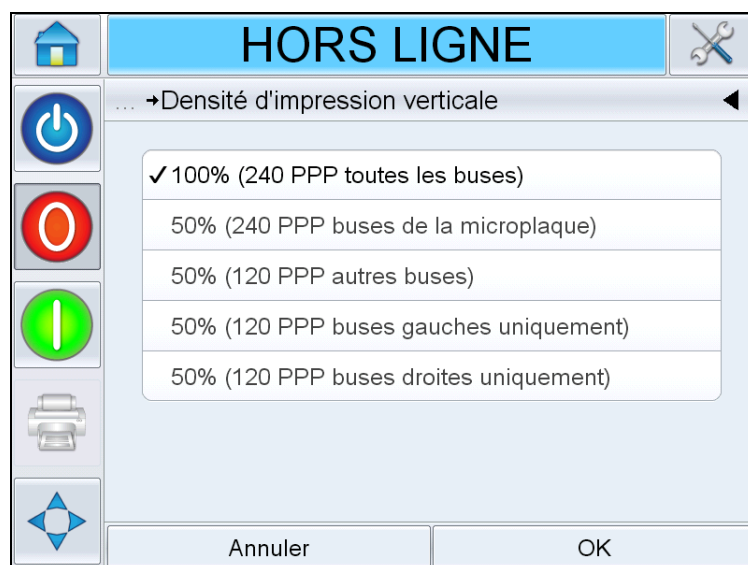 HORS LIGNE
... →Densité d'impression verticale
✓100% (240 PPP toutes les buses)
50% (240 PPP buses de la microplaque)
50% (120 PPP autres buses)
50% (120 PPP buses gauches uniquement)
50% (120 PPP buses droites uniquement)
Annuler
OK